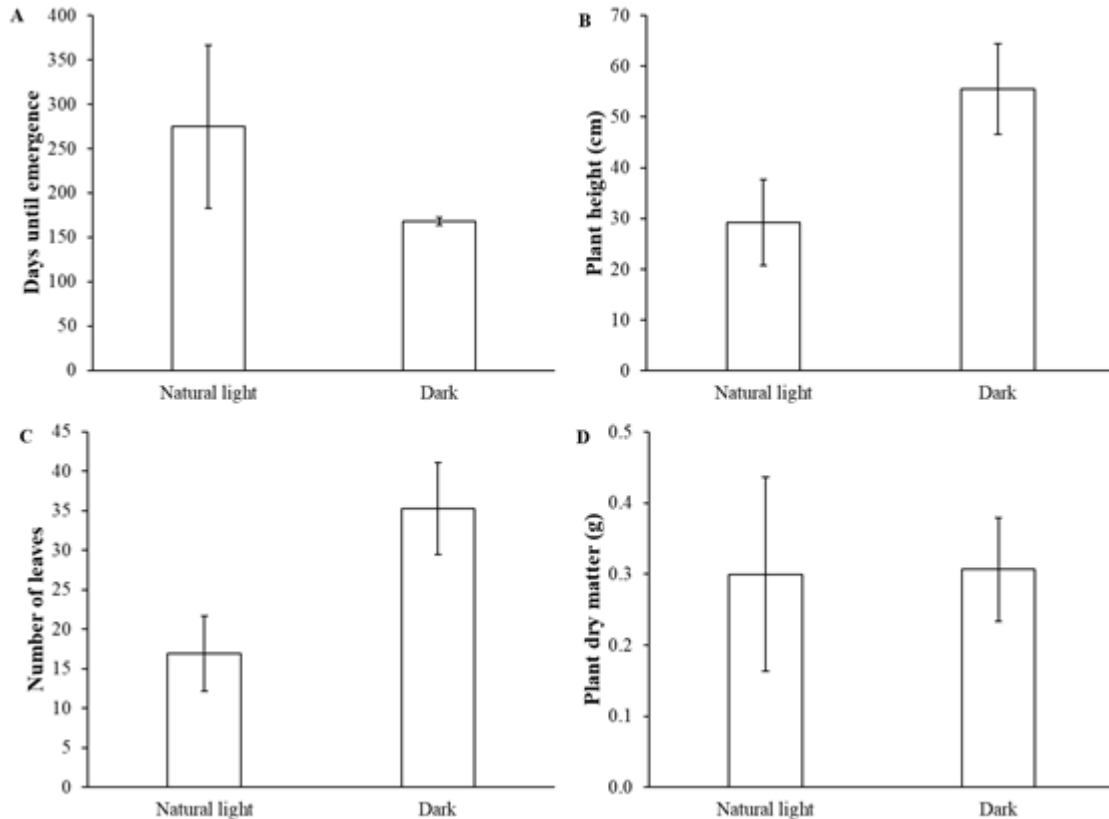 A
Days until emergence
400
350
300
250
200
150
100
50
0
Natural light Dark
B
Plant height (cm)
70
60
50
40
30
20
10
0
Natural light Dark
C
Number of leaves
45
40
35
30
25
20
15
10
5
0
Natural light Dark
D
Plant dry matter (g)
0.5
0.4
0.3
0.2
0.1
0.0
Natural light Dark